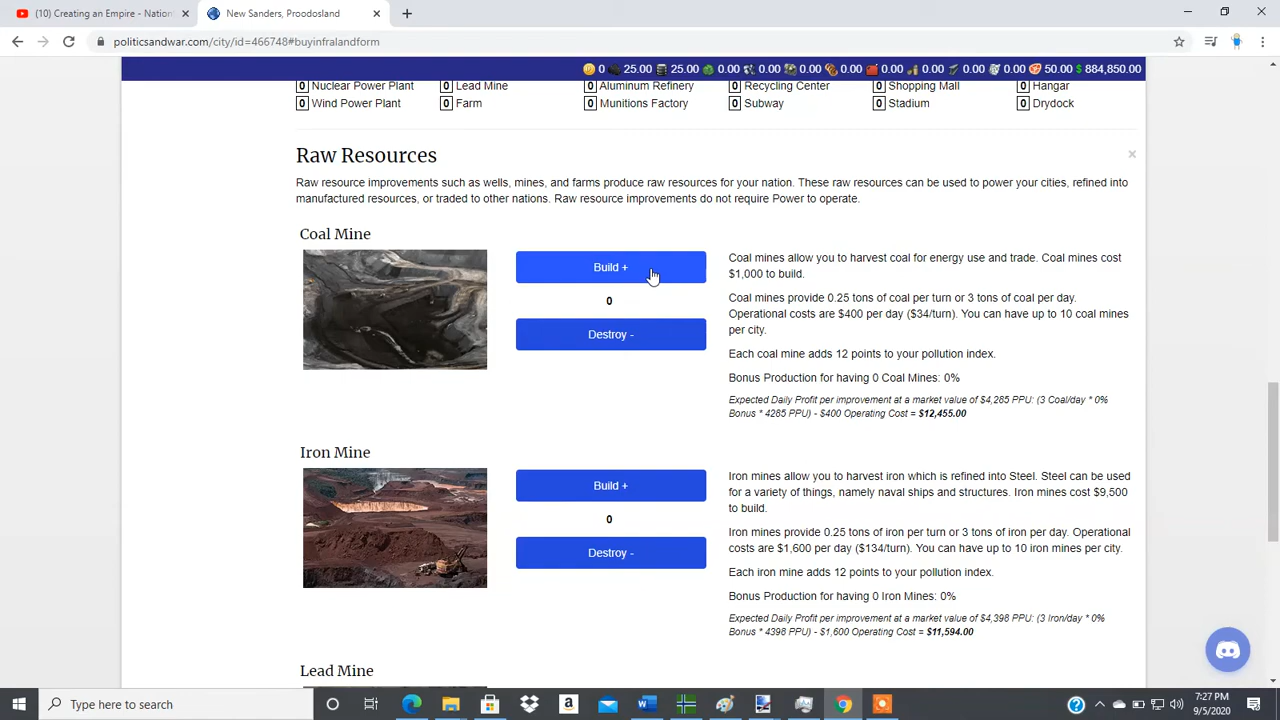 (10) Creating an Empire - Nation
New Sanders, Proodosland
politicsandwar.com/city/id=466748#buyinfralandform
0 25.00 25.00 0.00 0.00 0.00 0.00 0.00 0.00 0.00 0.00 0.00 50.00 $ 884,850.00
0 Nuclear Power Plant 0 Lead Mine 0 Aluminum Refinery 0 Recycling Center 0 Shopping Mall 0 Hangar
0 Wind Power Plant 0 Farm 0 Munitions Factory 0 Subway 0 Stadium 0 Drydock
Raw Resources
×
Raw resource improvements such as wells, mines, and farms produce raw resources for your nation. These raw resources can be used to power your cities, refined into
manufactured resources, or traded to other nations. Raw resource improvements do not require Power to operate.
Coal Mine
Build +
0
Destroy -
Coal mines allow you to harvest coal for energy use and trade. Coal mines cost
$1,000 to build.
Coal mines provide 0.25 tons of coal per turn or 3 tons of coal per day.
Operational costs are $400 per day ($34/turn). You can have up to 10 coal mines
per city.
Each coal mine adds 12 points to your pollution index.
Bonus Production for having 0 Coal Mines: 0%
Expected Daily Profit per improvement at a market value of $4,285 PPU: (3 Coal/day * 0%
Bonus * 4285 PPU) - $400 Operating Cost = $12,455.00
Iron Mine
Build +
0
Destroy -
Iron mines allow you to harvest iron which is refined into Steel. Steel can be used
for a variety of things, namely naval ships and structures. Iron mines cost $9,500
to build.
Iron mines provide 0.25 tons of iron per turn or 3 tons of iron per day. Operational
costs are $1,600 per day ($134/turn). You can have up to 10 iron mines per city.
Each iron mine adds 12 points to your pollution index.
Bonus Production for having 0 Iron Mines: 0%
Expected Daily Profit per improvement at a market value of $4,398 PPU: (3 Iron/day * 0%
Bonus * 4398 PPU) - $1,600 Operating Cost = $11,594.00
Lead Mine
Type here to search
7:27 PM
9/5/2020